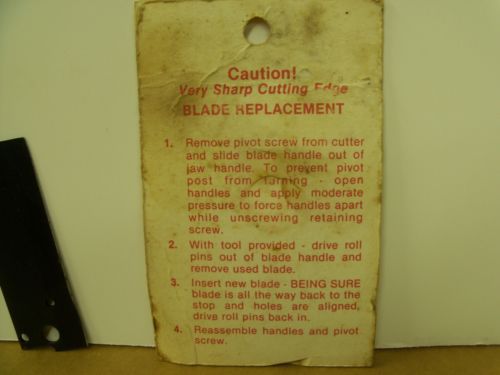 Caution!
Very Sharp Cutting Edge
BLADE REPLACEMENT
1. Remove pivot screw from cutter
and slide blade handle out of
jaw handle. To prevent pivot
post from turning - open
handles and apply moderate
pressure to force handles apart
while unscrewing retaining
screw.
2. With tool provided - drive roll
pins out of blade handle and
remove used blade.
3. Insert new blade - BEING SURE
blade is all the way back to the
stop and holes are aligned,
drive roll pins back in.
4. Reassemble handles and pivot
screw.